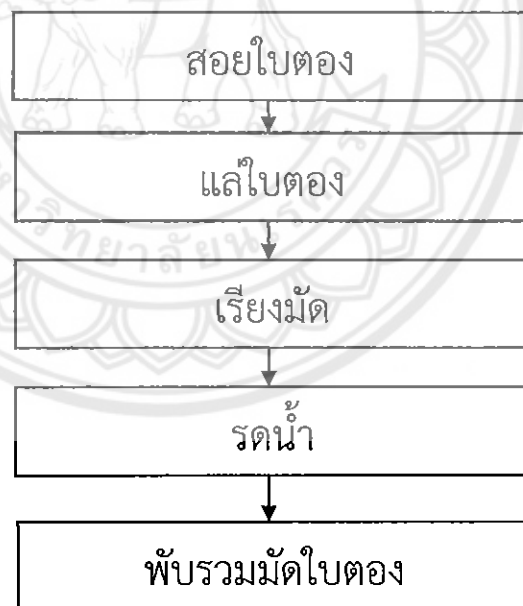 สอยใบตอง
แล่ใบตอง
เรียงมัด
รดน้ำ
พับรวมมัดใบตอง